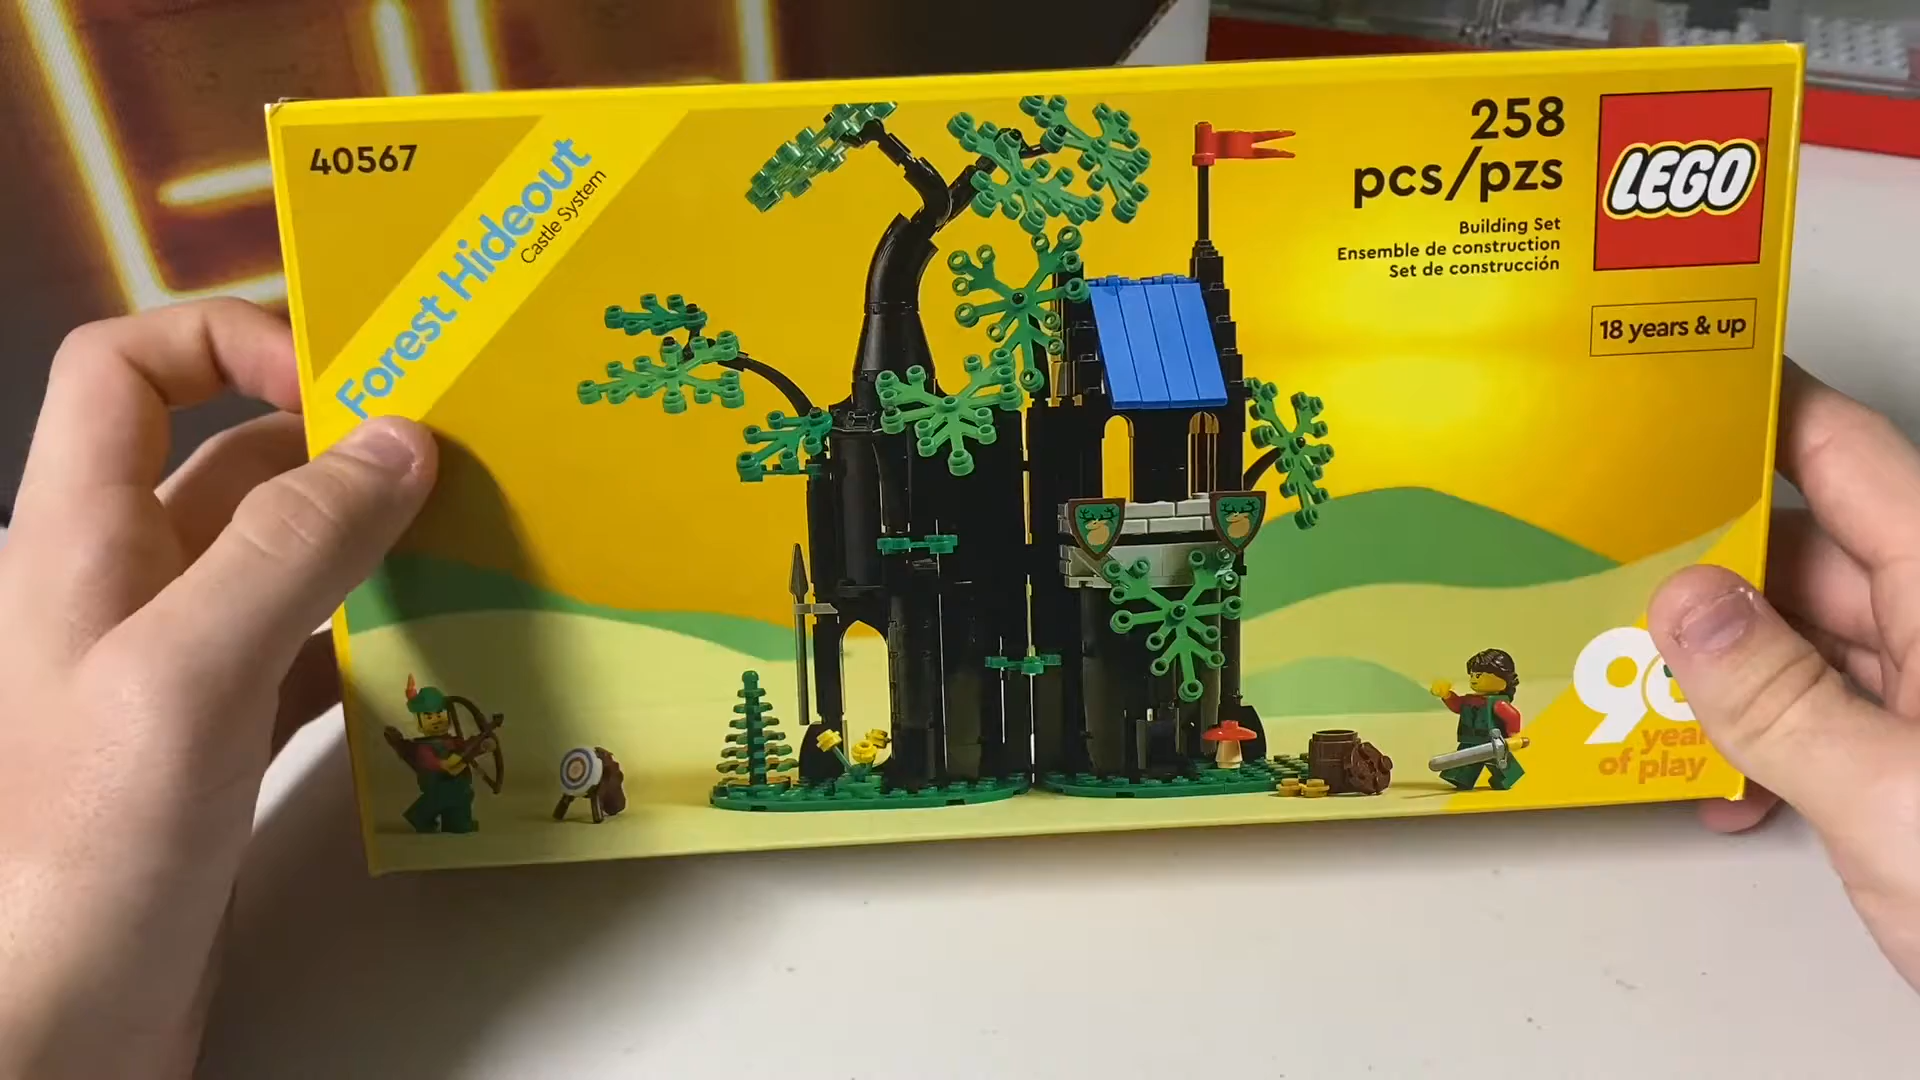 40567
Forest Hideout
Castle System
258
pcs/pzs
Building Set
Ensemble de construction
Set de construcción
LEGO
18 years & up
of play